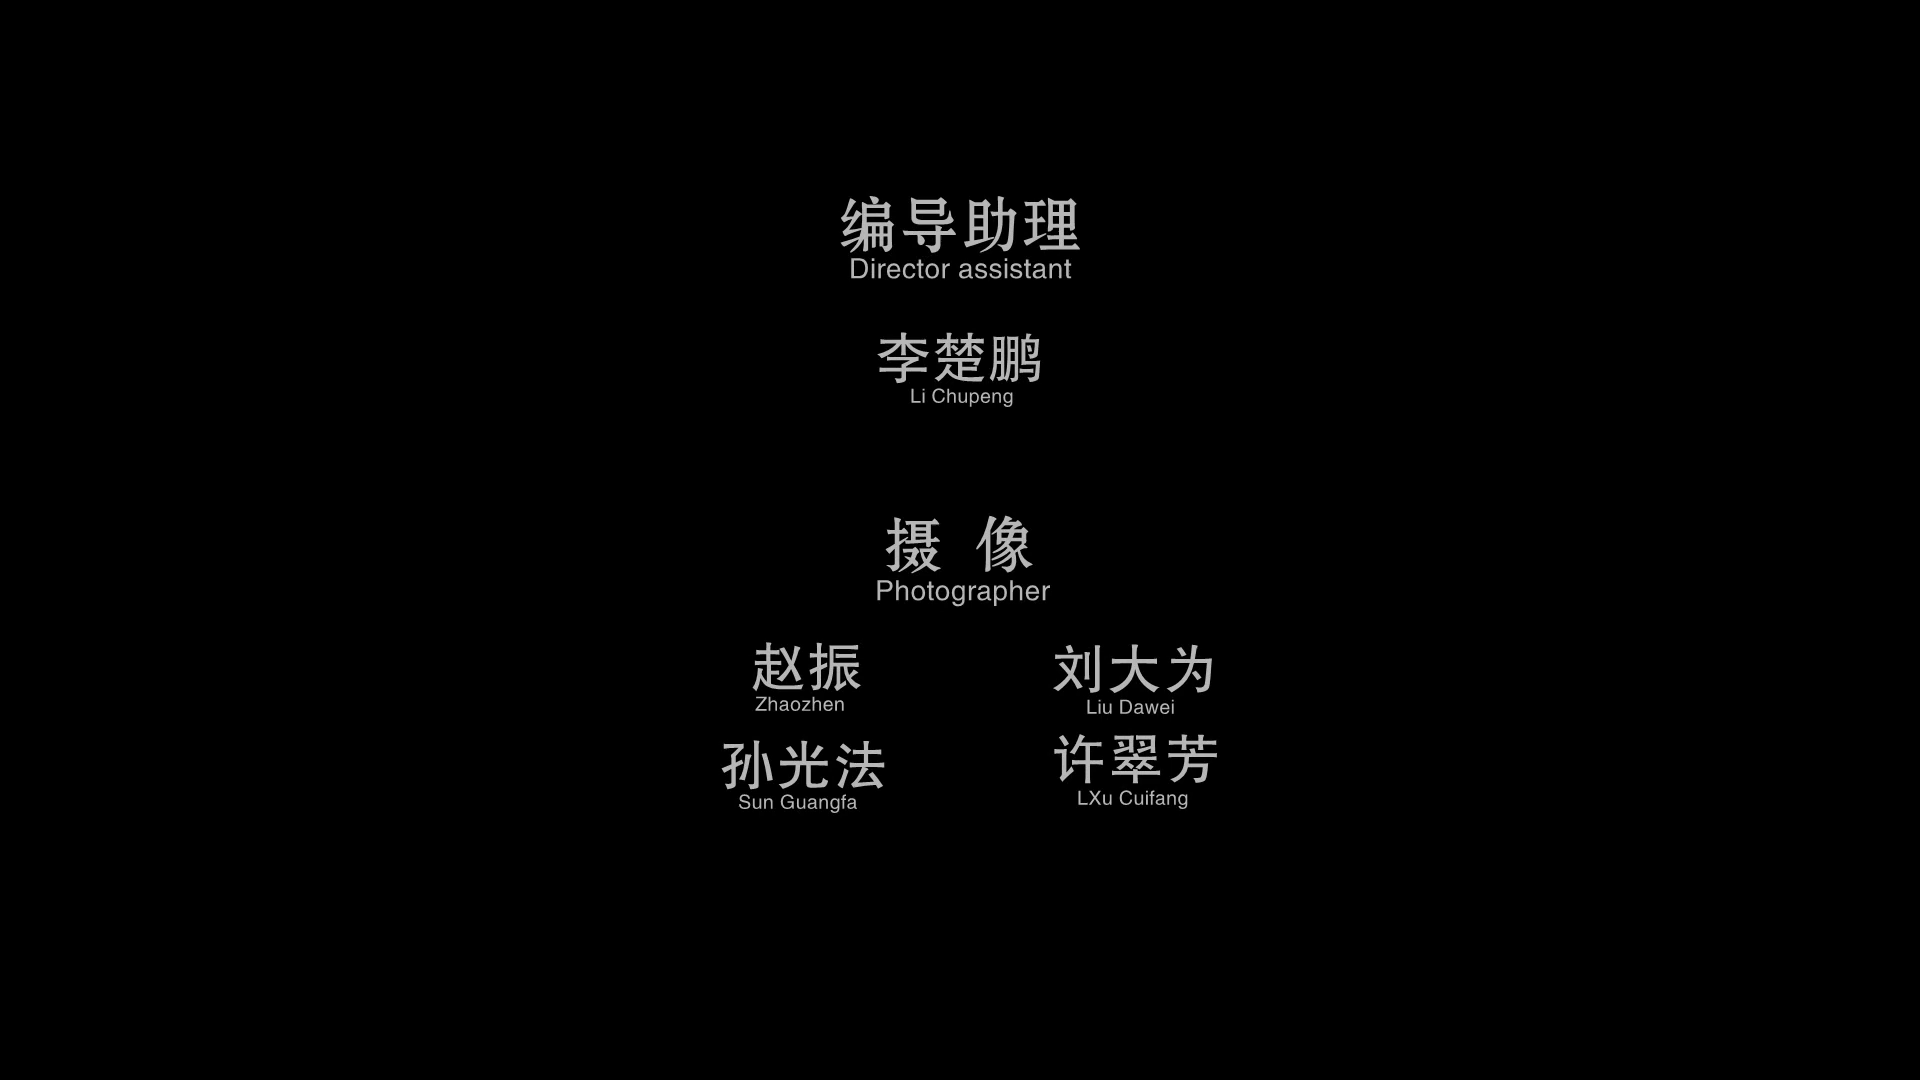 编导助理
Director assistant
李楚鹏
Li Chupeng
摄 像
Photographer
赵振 刘大为
Zhaozhen Liu Dawei
孙光法 许翠芳
Sun Guangfa LXu Cuifang